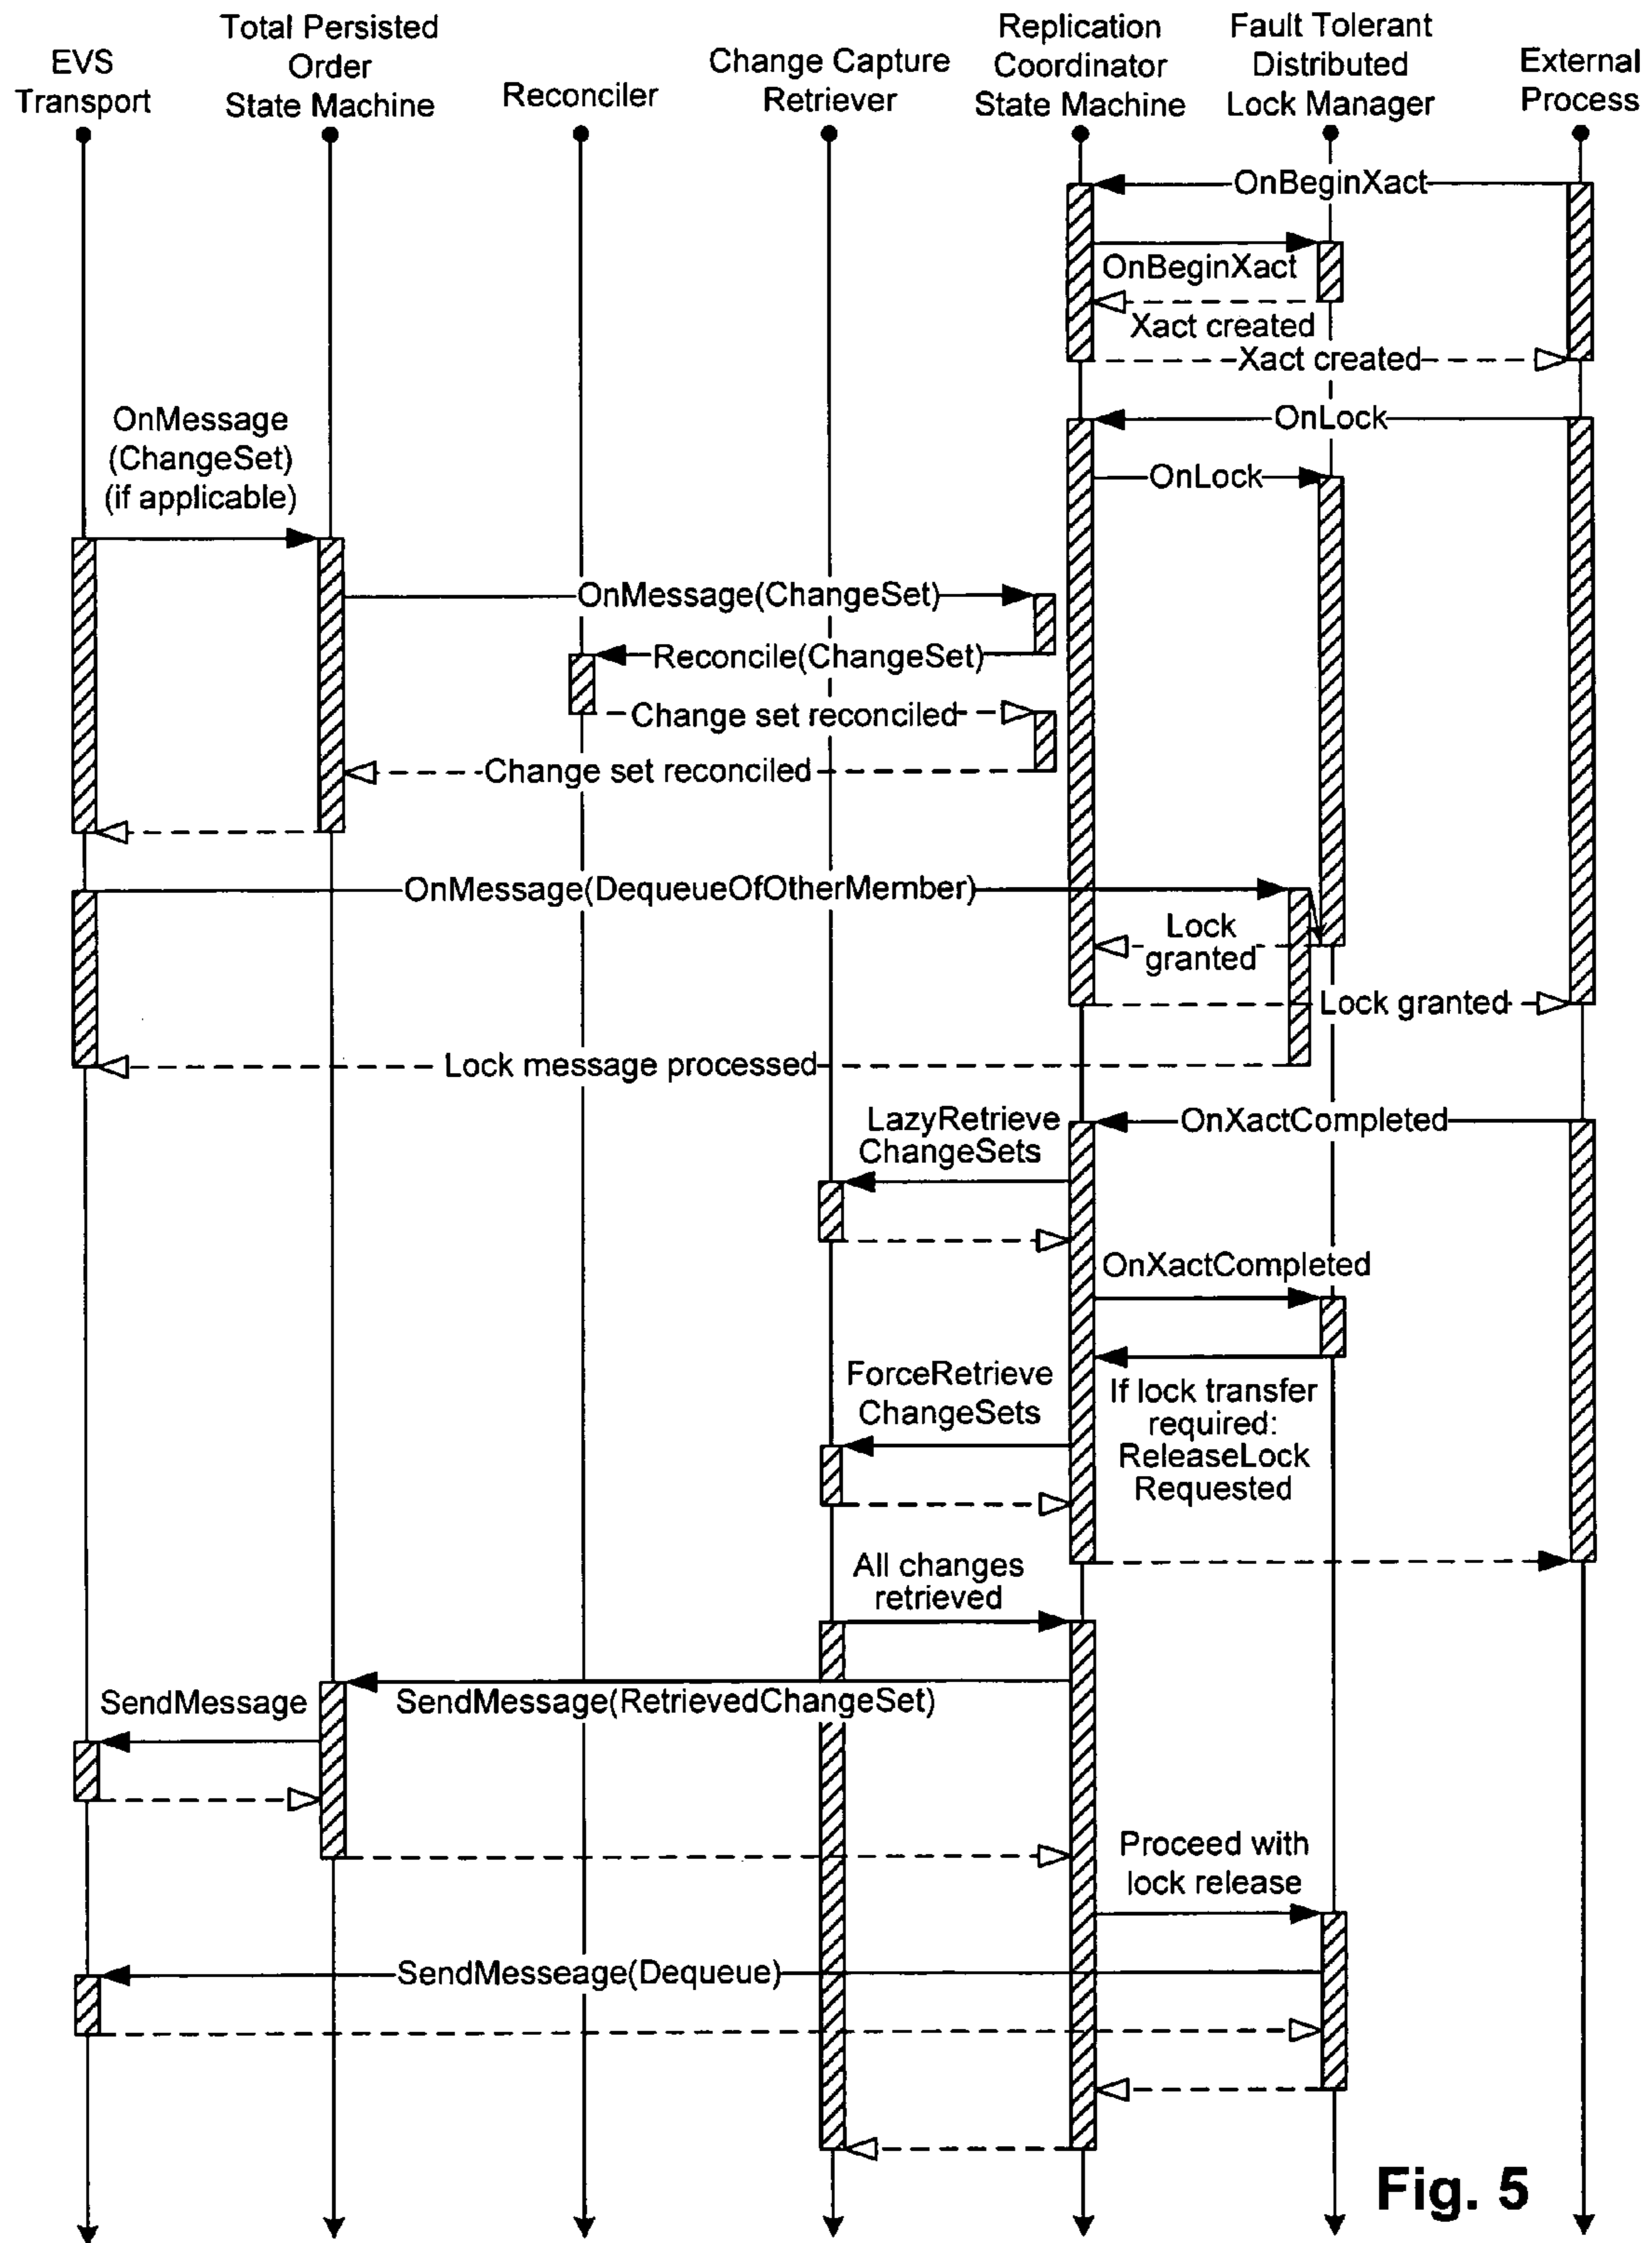 EVS
Transport
Total Persisted
Order
State Machine
Reconciler
Change Capture
Retriever
Replication
Coordinator
State Machine
Fault Tolerant
Distributed
Lock Manager
External
Process
OnBeginXact
OnBeginXact
Xact created
Xact created
OnMessage
(ChangeSet)
(if applicable)
OnLock
OnLock
OnMessage(ChangeSet)
Reconcile(ChangeSet)
Change set reconciled
Change set reconciled
OnMessage(DequeueOfOtherMember)
Lock
granted
Lock granted
Lock message processed
LazyRetrieve
ChangeSets
OnXactCompleted
OnXactCompleted
ForceRetrieve
ChangeSets
If lock transfer
required:
ReleaseLock
Requested
All changes
retrieved
SendMessage
SendMessage(RetrievedChangeSet)
Proceed with
lock release
SendMesseage(Dequeue)
Fig. 5